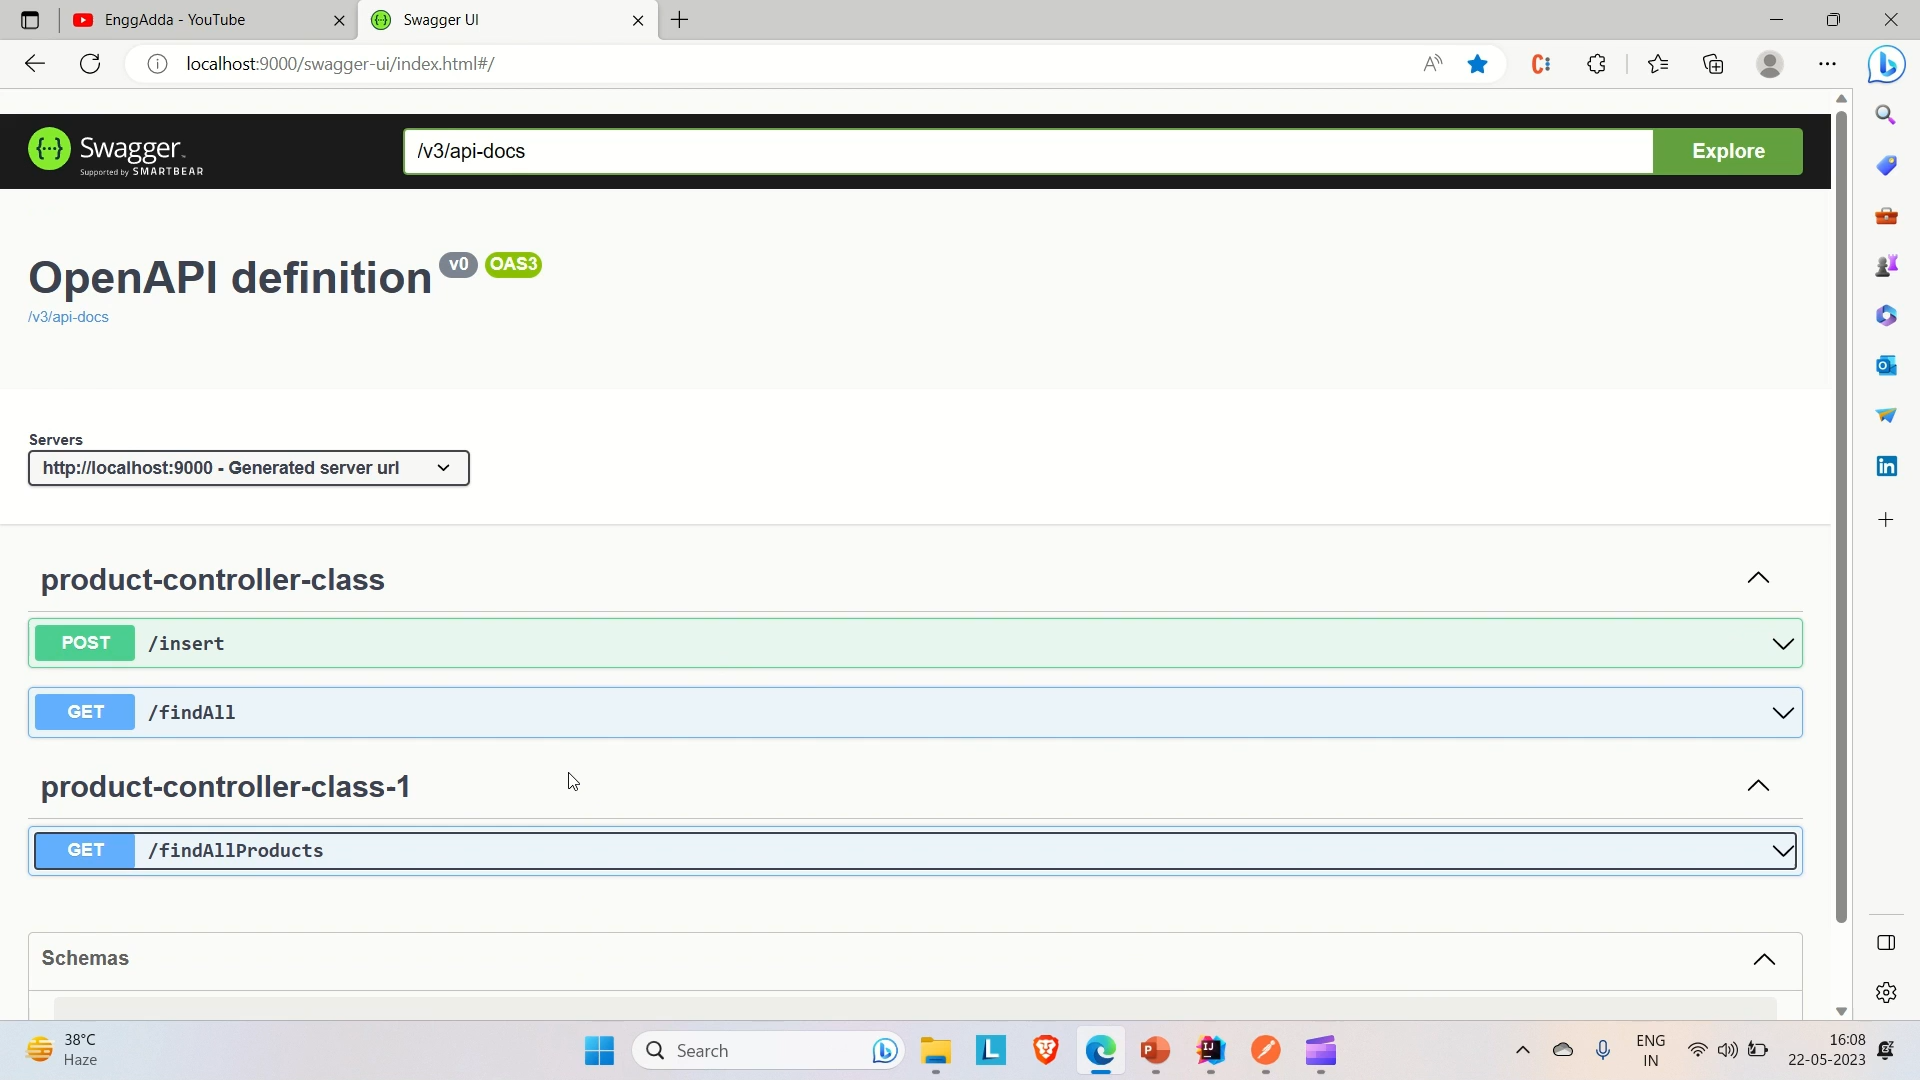 EnggAdda - YouTube
Swagger UI
localhost:9000/swagger-ui/index.html#/
Swagger
Supported by SMARTBEAR
/v3/api-docs
Explore
OpenAPI definition v0 OAS3
/v3/api-docs
Servers
http://localhost:9000 - Generated server url
product-controller-class
POST /insert
GET /findAll
product-controller-class-1
GET /findAllProducts
Schemas
38°C
Haze
Search
ENG
IN
16:08
22-05-2023